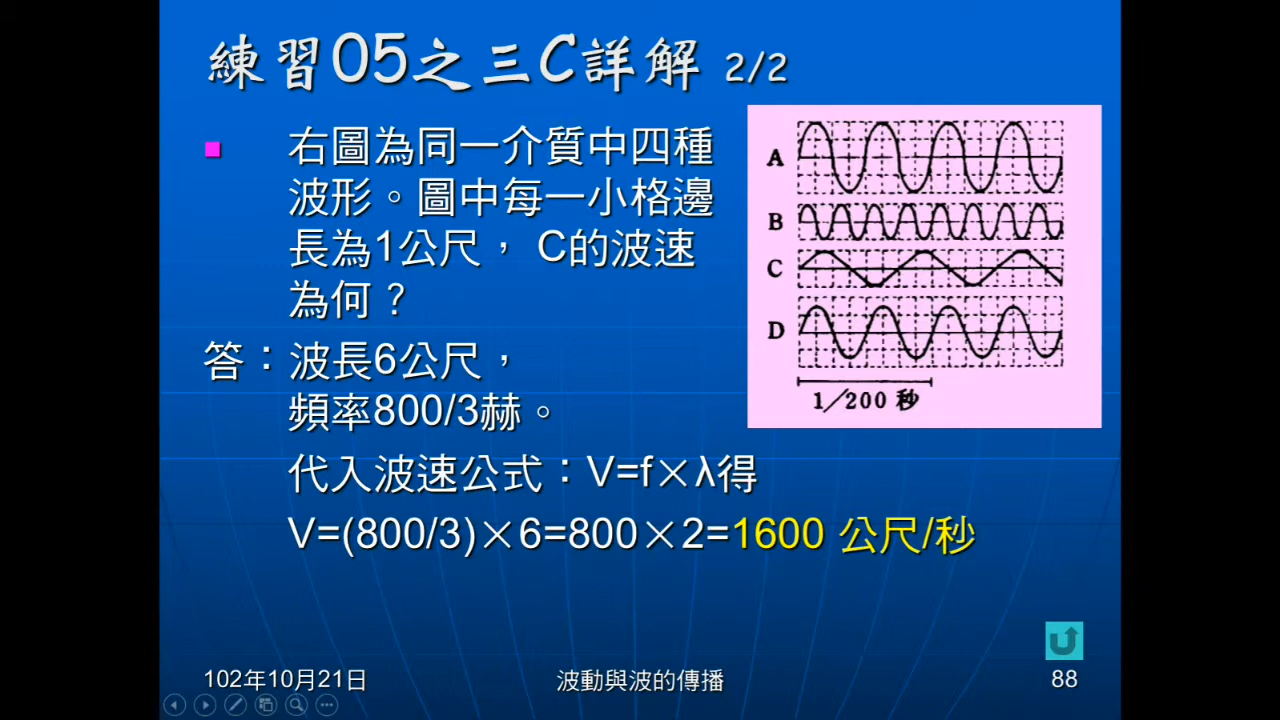 練習05之三C詳解 2/2
右圖為同一介質中四種
波形。圖中每一小格邊
長為1公尺， C的波速
為何？
答：波長6公尺，
頻率800/3赫。
代入波速公式：V=f×λ得
V=(800/3)×6=800×2=1600 公尺/秒
A
B
C
D
1/200 秒
102年10月21日
波動與波的傳播
88